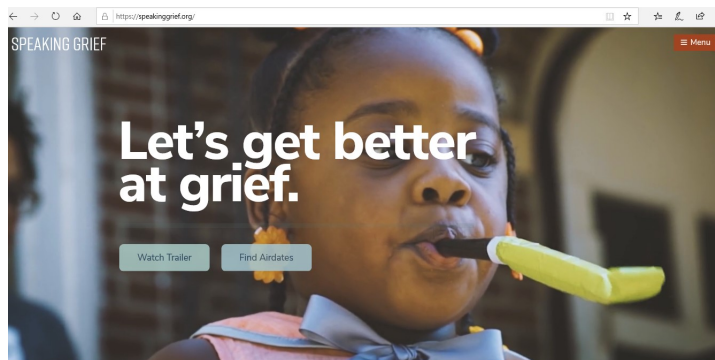 https://speakinggrief.org/
SPEAKING GRIEF
Menu
Let's get better
at grief.
Watch Trailer
Find Airdates